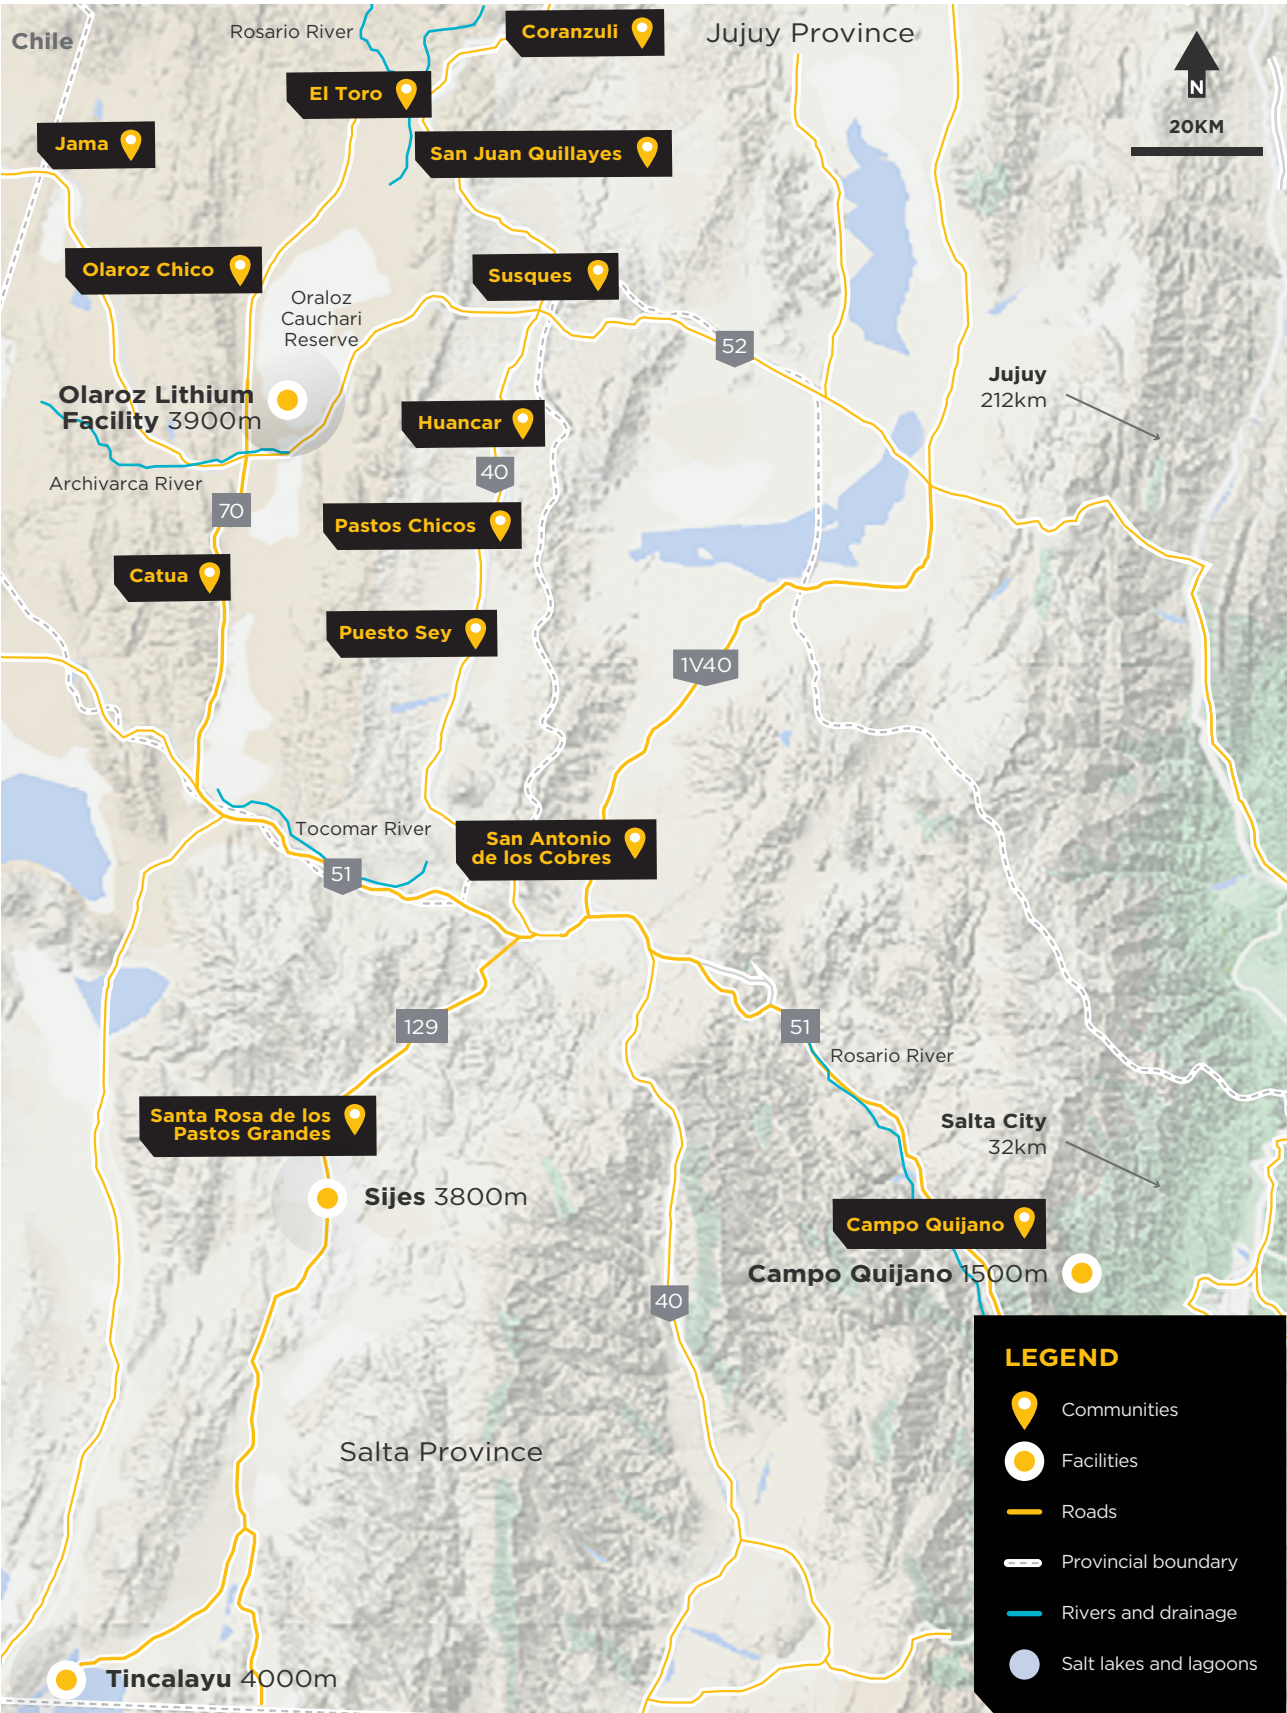 Chile
Rosario River
Coranzuli
Jujuy Province
N
20KM
El Toro
Jama
San Juan Quillayes
Olaroz Chico
Susques
Oraloz
Cauchari
Reserve
52
Jujuy
212km
Olaroz Lithium
Facility 3900m
Huancar
40
Archivarca River
70
Pastos Chicos
Catua
Puesto Sey
1V40
Tocomar River
San Antonio
de los Cobres
51
129
51
Rosario River
Santa Rosa de los
Pastos Grandes
Salta City
32km
Sijes 3800m
Campo Quijano
Campo Quijano 1500m
40
Salta Province
Tincalayu 4000m
LEGEND
Communities
Facilities
Roads
Provincial boundary
Rivers and drainage
Salt lakes and lagoons